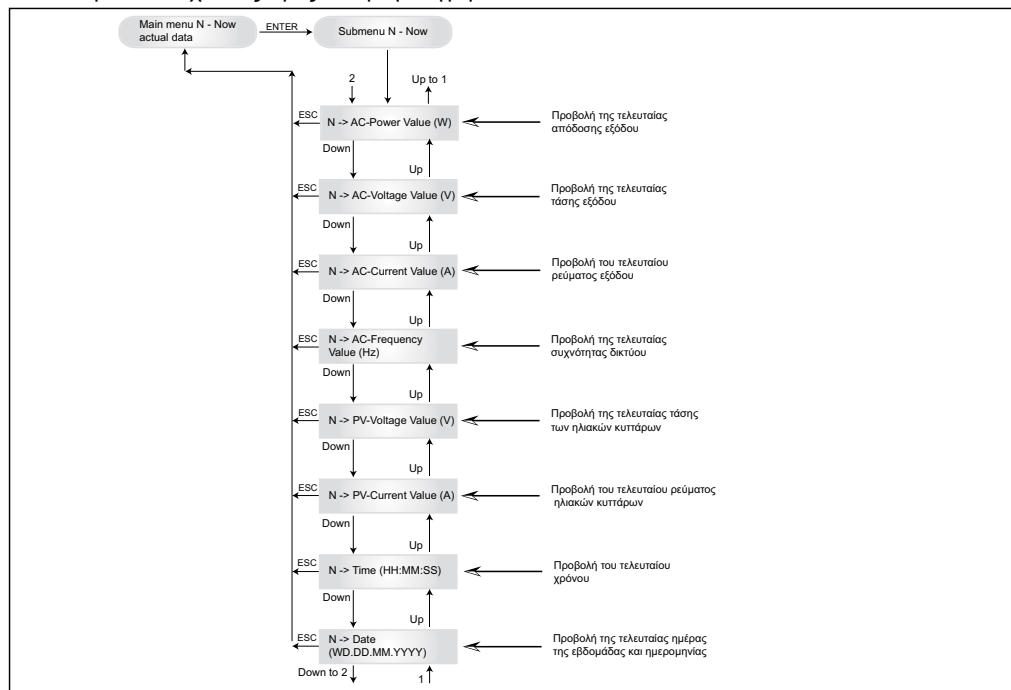 Main menu N - Now
actual data
ENTER
Submenu N - Now
2
Up to 1
ESC
N -> AC-Power Value (W)
Προβολή της τελευταίας
απόδοσης εξόδου
Down
Up
ESC
N -> AC-Voltage Value (V)
Προβολή της τελευταίας
τάσης εξόδου
Down
Up
ESC
N -> AC-Current Value (A)
Προβολή του τελευταίου
ρεύματος εξόδου
Down
Up
ESC
N -> AC-Frequency
Value (Hz)
Προβολή της τελευταίας
συχνότητας δικτύου
Down
Up
ESC
N -> PV-Voltage Value (V)
Προβολή της τελευταίας τάσης
των ηλιακών κυττάρων
Down
Up
ESC
N -> PV-Current Value (A)
Προβολή του τελευταίου ρεύματος
ηλιακών κυττάρων
Down
Up
ESC
N -> Time (HH:MM:SS)
Προβολή του τελευταίου
χρόνου
Down
Up
ESC
N -> Date
(WD.DD.MM.YYYY)
Προβολή της τελευταίας ημέρας
της εβδομάδας και ημερομηνίας
Down to 2
1